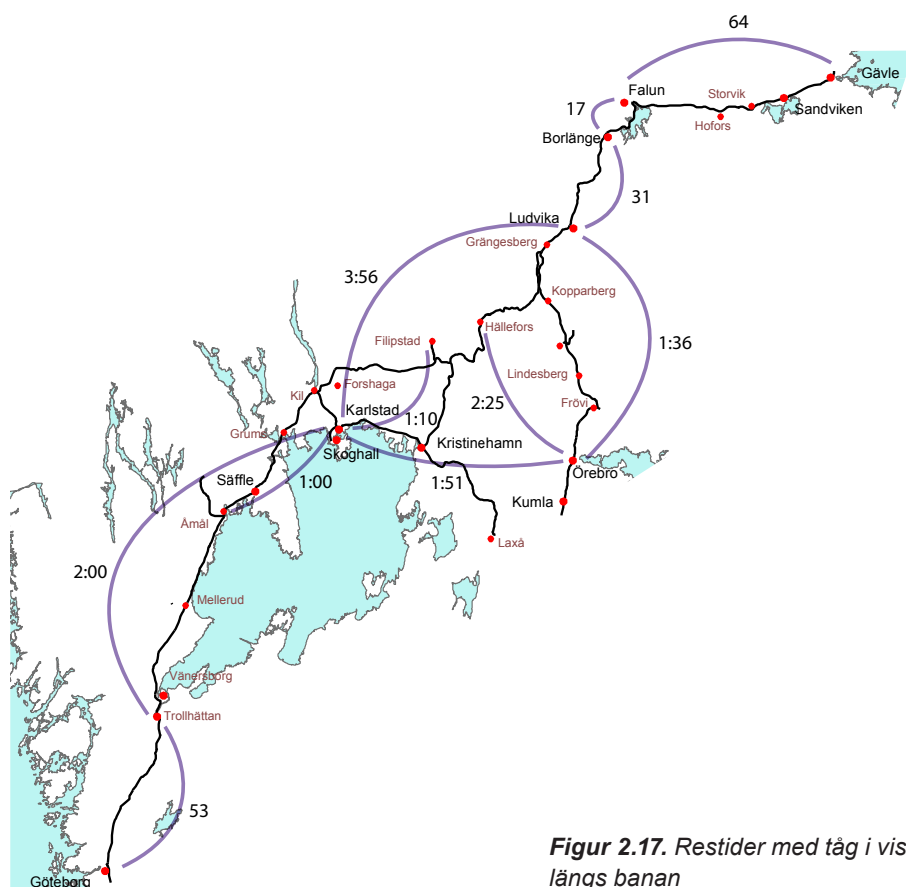 64
Gävle
Falun
Storvik
Sandviken
17
Hofors
Borlänge
31
Ludvika
Grängesberg
3:56
Kopparberg
Hällefors
Filipstad
1:36
Lindesberg
Forshaga
Kil
2:25
Frövi
Karlstad
1:10
Grums
Kristinehamn
Skoghall
Örebro
Säffle
1:00
1:51
Kumla
Åmål
Laxå
2:00
Mellerud
Vänersborg
Trollhättan
53
Göteborg
Figur 2.17. Restider med tåg i vis
längs banan